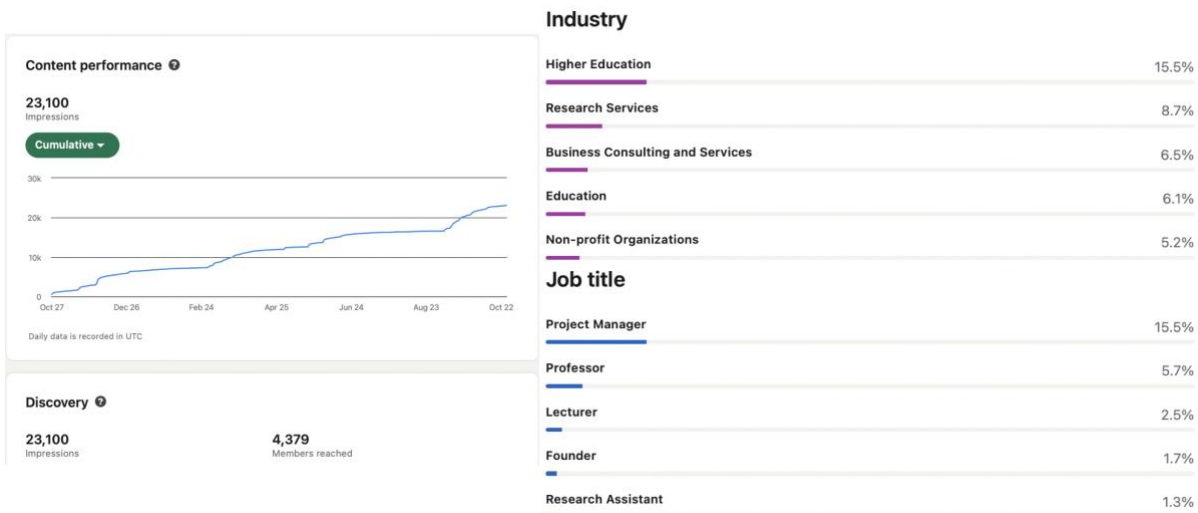 Content performance
23,100
Impressions
Cumulative
30k
20k
10k
0
Oct 27 Dec 26 Feb 24 Apr 25 Jun 24 Aug 23 Oct 22
Daily data is recorded in UTC
Discovery
23,100 4,379
Impressions Members reached
Industry
Higher Education 15.5%
Research Services 8.7%
Business Consulting and Services 6.5%
Education 6.1%
Non-profit Organizations 5.2%
Job title
Project Manager 15.5%
Professor 5.7%
Lecturer 2.5%
Founder 1.7%
Research Assistant 1.3%